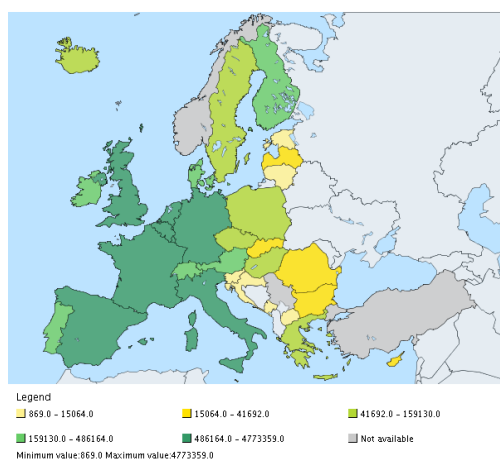 Legend
869.0 - 15064.0 15064.0 - 41692.0 41692.0 - 159130.0
159130.0 - 486164.0 486164.0 - 4773359.0 Not available
Minimum value:869.0 Maximum value:4773359.0